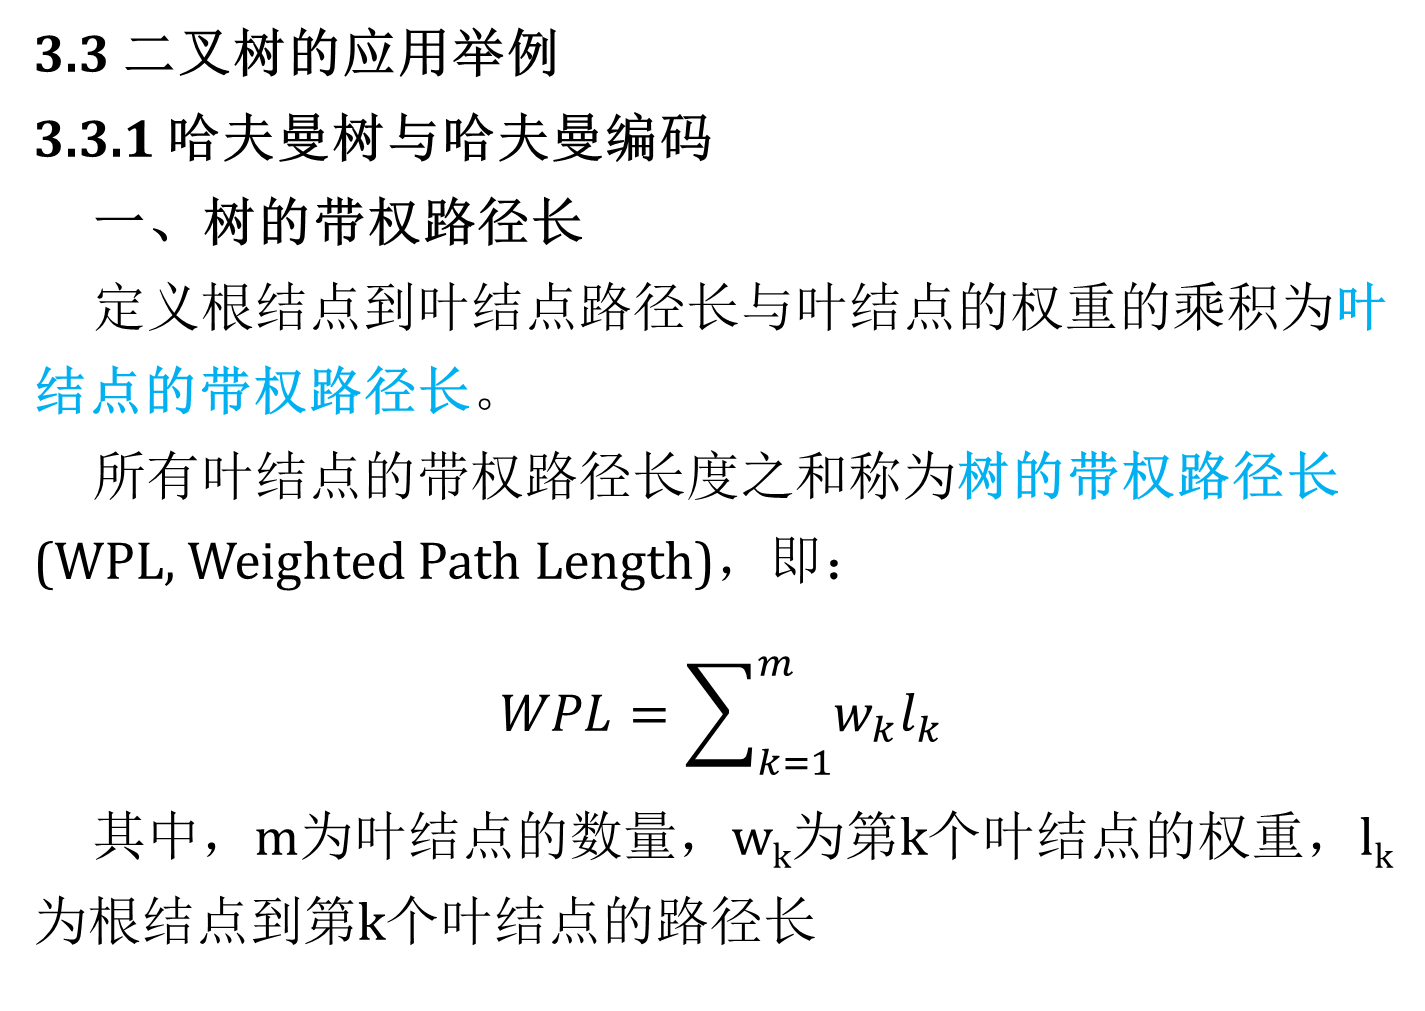 3.3 二叉树的应用举例
3.3.1 哈夫曼树与哈夫曼编码
一、树的带权路径长
定义根结点到叶结点路径长与叶结点的权重的乘积为叶
结点的带权路径长。
所有叶结点的带权路径长度之和称为树的带权路径长
(WPL, Weighted Path Length)，即：
WPL = ∑_{k=1}^{m} w_k l_k
其中，m为叶结点的数量，w_k为第k个叶结点的权重，l_k
为根结点到第k个叶结点的路径长